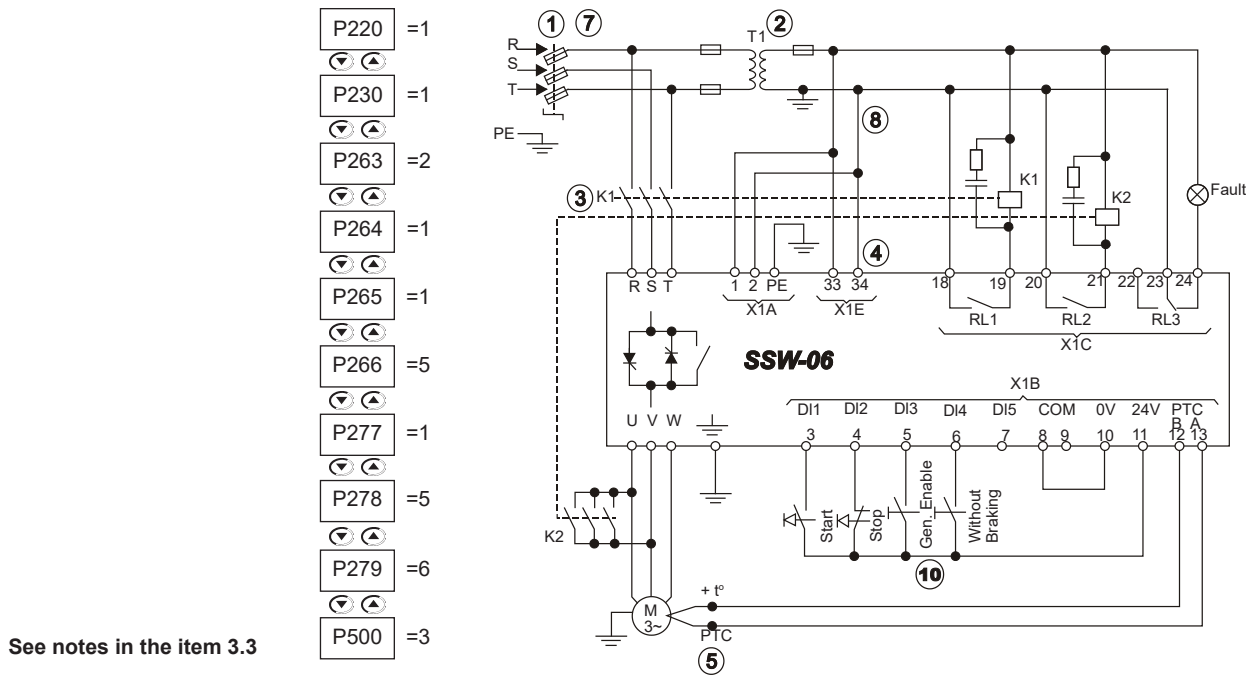 P220 =1
P230 =1
P263 =2
P264 =1
P265 =1
P266 =5
P277 =1
P278 =5
P279 =6
P500 =3
See notes in the item 3.3
1 7 T1 2
R
S
T
PE
8
3 K1
K1
K2
Fault
4
R S T 1 2 PE 33 34 18 19 20 21 22 23 24
X1A X1E RL1 RL2 RL3
X1C
SSW-06
X1B
DI1 DI2 DI3 DI4 DI5 COM 0V 24V PTC
B A
U V W
3 4 5 6 7 8 9 10 11 12 13
K2
Start
Stop
Gen. Enable
Without
Braking
10
+ tº
M
3~
PTC
5